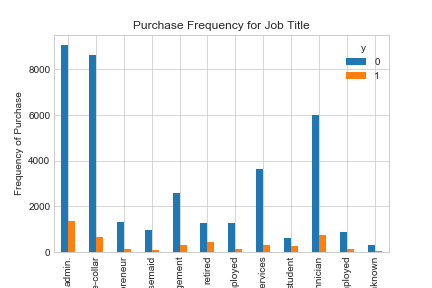 Purchase Frequency for Job Title
y
0
1
Frequency of Purchase
8000
6000
4000
2000
0
admin.
e-collar
reneur
semaid
gement
retired
ployed
ervices
student
hnician
ployed
known